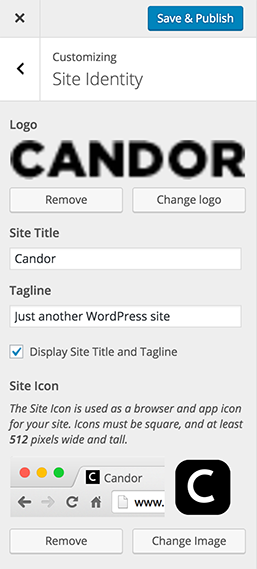 Save & Publish
Customizing
Site Identity
Logo
CANDOR
Remove
Change logo
Site Title
Candor
Tagline
Just another WordPress site
Display Site Title and Tagline
Site Icon
The Site Icon is used as a browser and app icon
for your site. Icons must be square, and at least
512 pixels wide and tall.
C Candor
www.
C
Remove
Change Image